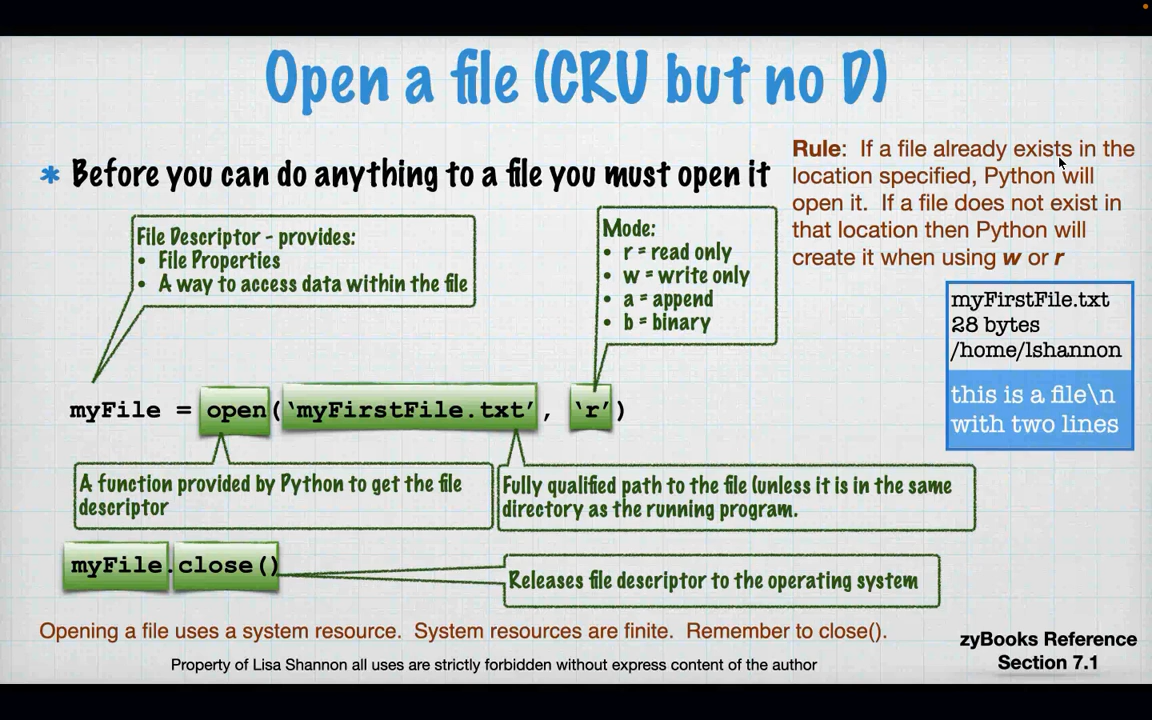 Open a file (CRU but no D)
* Before you can do anything to a file you must open it
Rule: If a file already exists in the
location specified, Python will
open it. If a file does not exist in
that location then Python will
create it when using w or r
File Descriptor - provides:
• File Properties
• A way to access data within the file
Mode:
• r = read only
• w = write only
• a = append
• b = binary
myFirstFile.txt
28 bytes
/home/lshannon
this is a file\n
with two lines
myFile = open(‘myFirstFile.txt’, ‘r’)
A function provided by Python to get the file
descriptor
Fully qualified path to the file (unless it is in the same
directory as the running program.
myFile.close()
Releases file descriptor to the operating system
Opening a file uses a system resource. System resources are finite. Remember to close().
zyBooks Reference
Section 7.1
Property of Lisa Shannon all uses are strictly forbidden without express content of the author